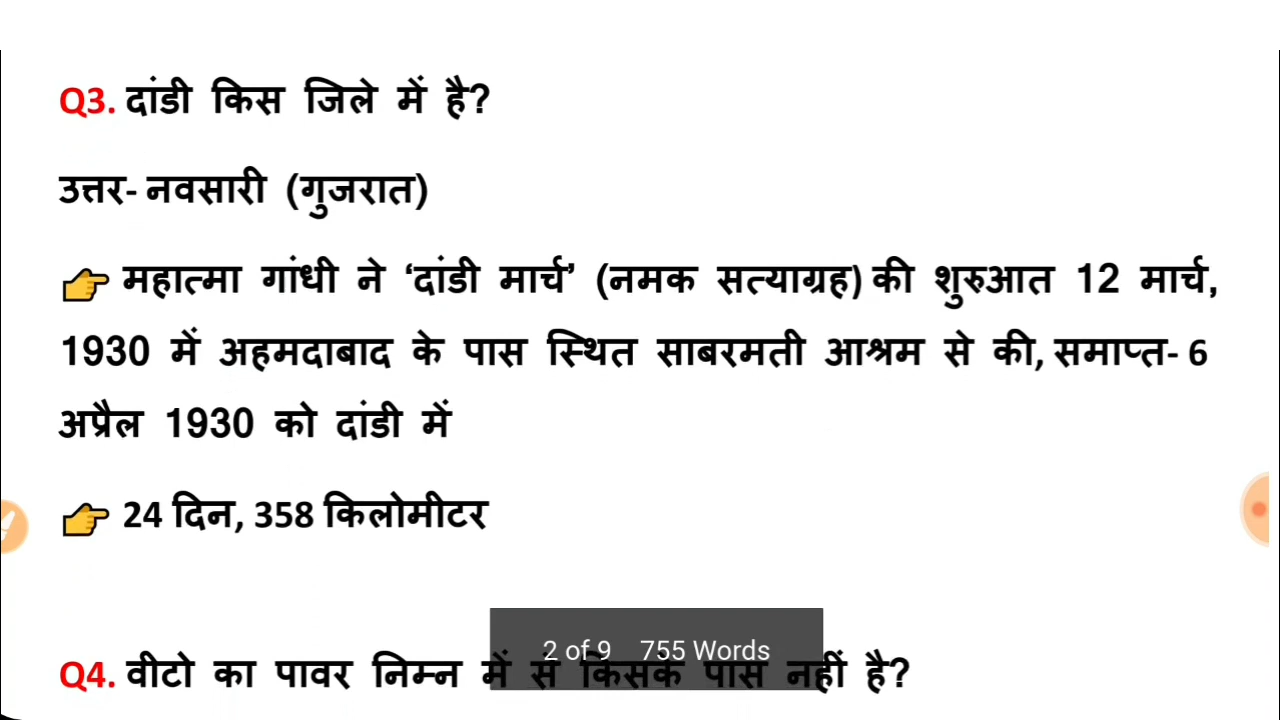 Q3. दांडी किस जिले में है?
उत्तर- नवसारी (गुजरात)
👉 महात्मा गांधी ने ‘दांडी मार्च’ (नमक सत्याग्रह) की शुरुआत 12 मार्च,
1930 में अहमदाबाद के पास स्थित साबरमती आश्रम से की, समाप्त- 6
अप्रैल 1930 को दांडी में
👉 24 दिन, 358 किलोमीटर
2 of 9 755 Words
Q4. वीटो का पावर निम्न में से किसके पास नहीं है?